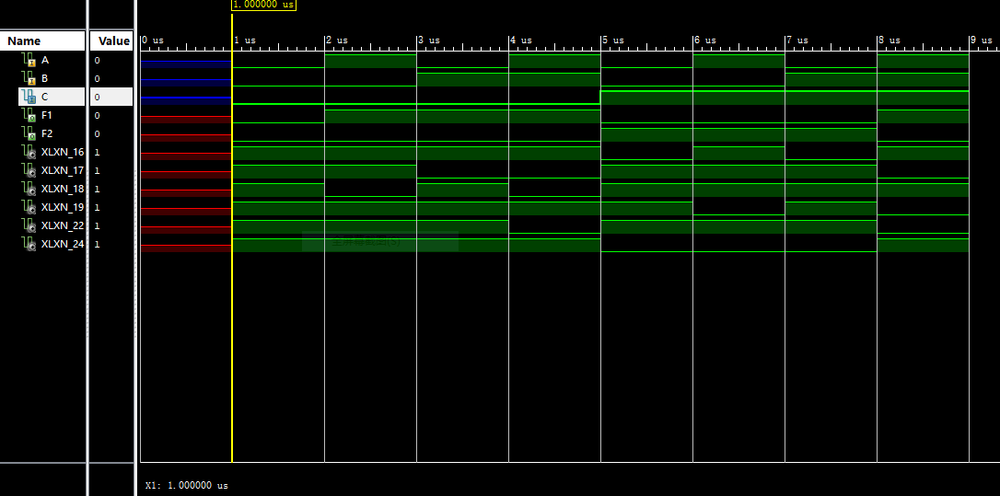 1.000000 us
Name Value
0 us 1 us 2 us 3 us 4 us 5 us 6 us 7 us 8 us 9 us
A 0
B 0
C 0
F1 0
F2 0
XLXN_16 1
XLXN_17 1
XLXN_18 1
XLXN_19 1
XLXN_22 1
XLXN_24 1
X1: 1.000000 us